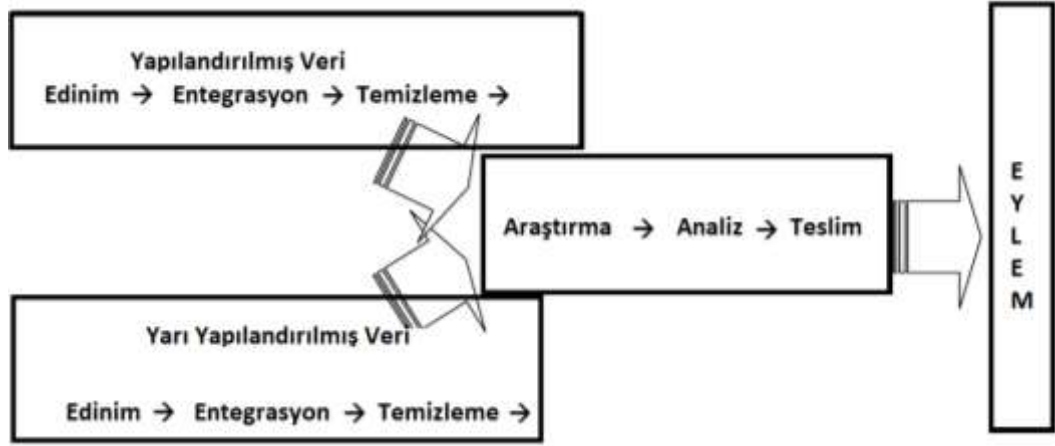 Yapılandırılmış Veri
Edinim → Entegrasyon → Temizleme →
Araştırma → Analiz → Teslim
Yarı Yapılandırılmış Veri
Edinim → Entegrasyon → Temizleme →
E
Y
L
E
M